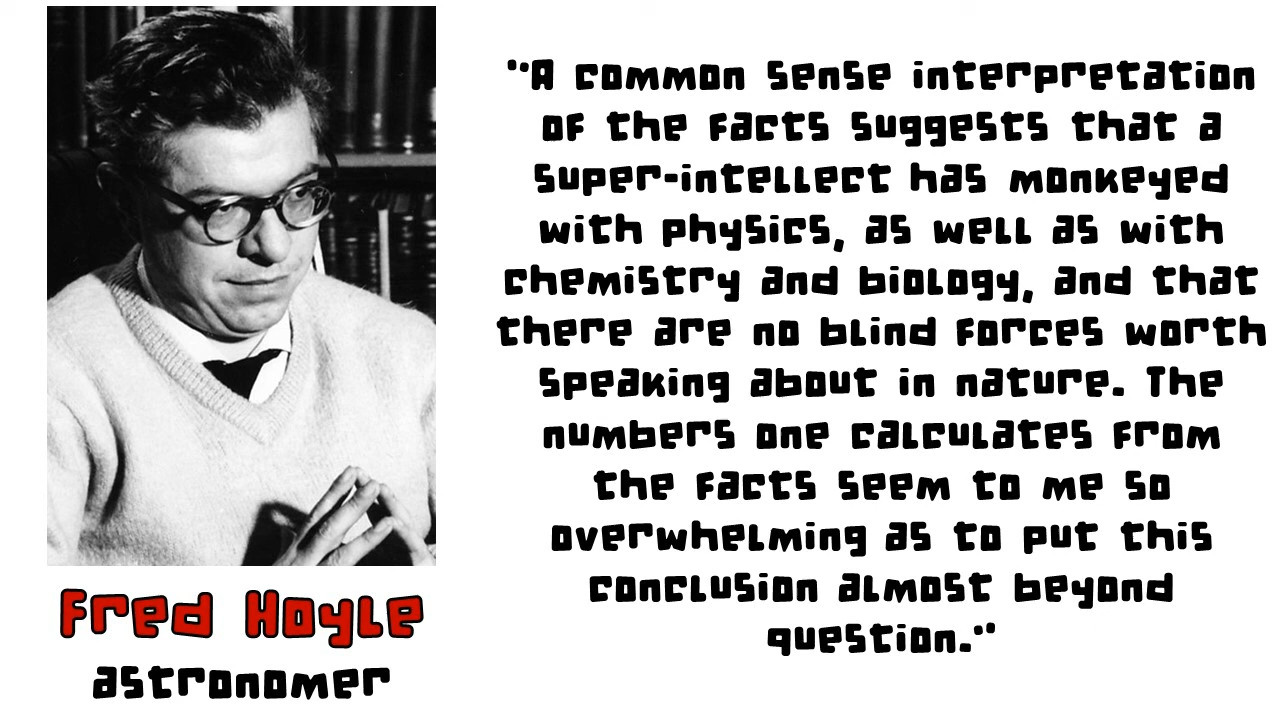 "A common sense interpretation
of the facts suggests that a
super-intellect has monkeyed
with physics, as well as with
chemistry and biology, and that
there are no blind forces worth
speaking about in nature. The
numbers one calculates from
the facts seem to me so
overwhelming as to put this
conclusion almost beyond
question."
Fred Hoyle
astronomer